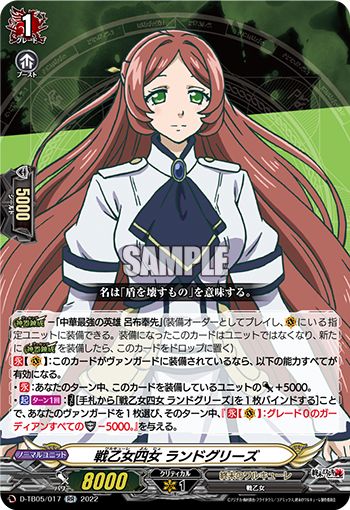 1
グレード
ブースト
5000
シールド
SAMPLE
名は「盾を壊すもの」を意味する。
神器錬成―「中華最強の英雄 呂布奉先」(装備オーダーとしてプレイし、Vにいる指
定ユニットに装備できる。装備になったこのカードはユニットではなくなり、新た
に装備したら、このカードをドロップに置く)
永【V】:このカードがヴァンガードに装備されているなら、以下の能力すべてが
有効になる。
・永:あなたのターン中、このカードを装備しているユニットの+5000。
・起【ターン1回】:【[手札から「戦乙女四女 ランドグリーズ」を1枚バインドする]こと
で、あなたのヴァンガードを1枚選び、そのターン中、『永【V】:グレード0のガー
ディアンすべての-5000。』を与える。
ノーマルユニット
戦乙女四女 ランドグリーズ
パワー
8000
クリティカル
1
終末のワルキューレ
戦乙女
D-TB05/017 RR 2022